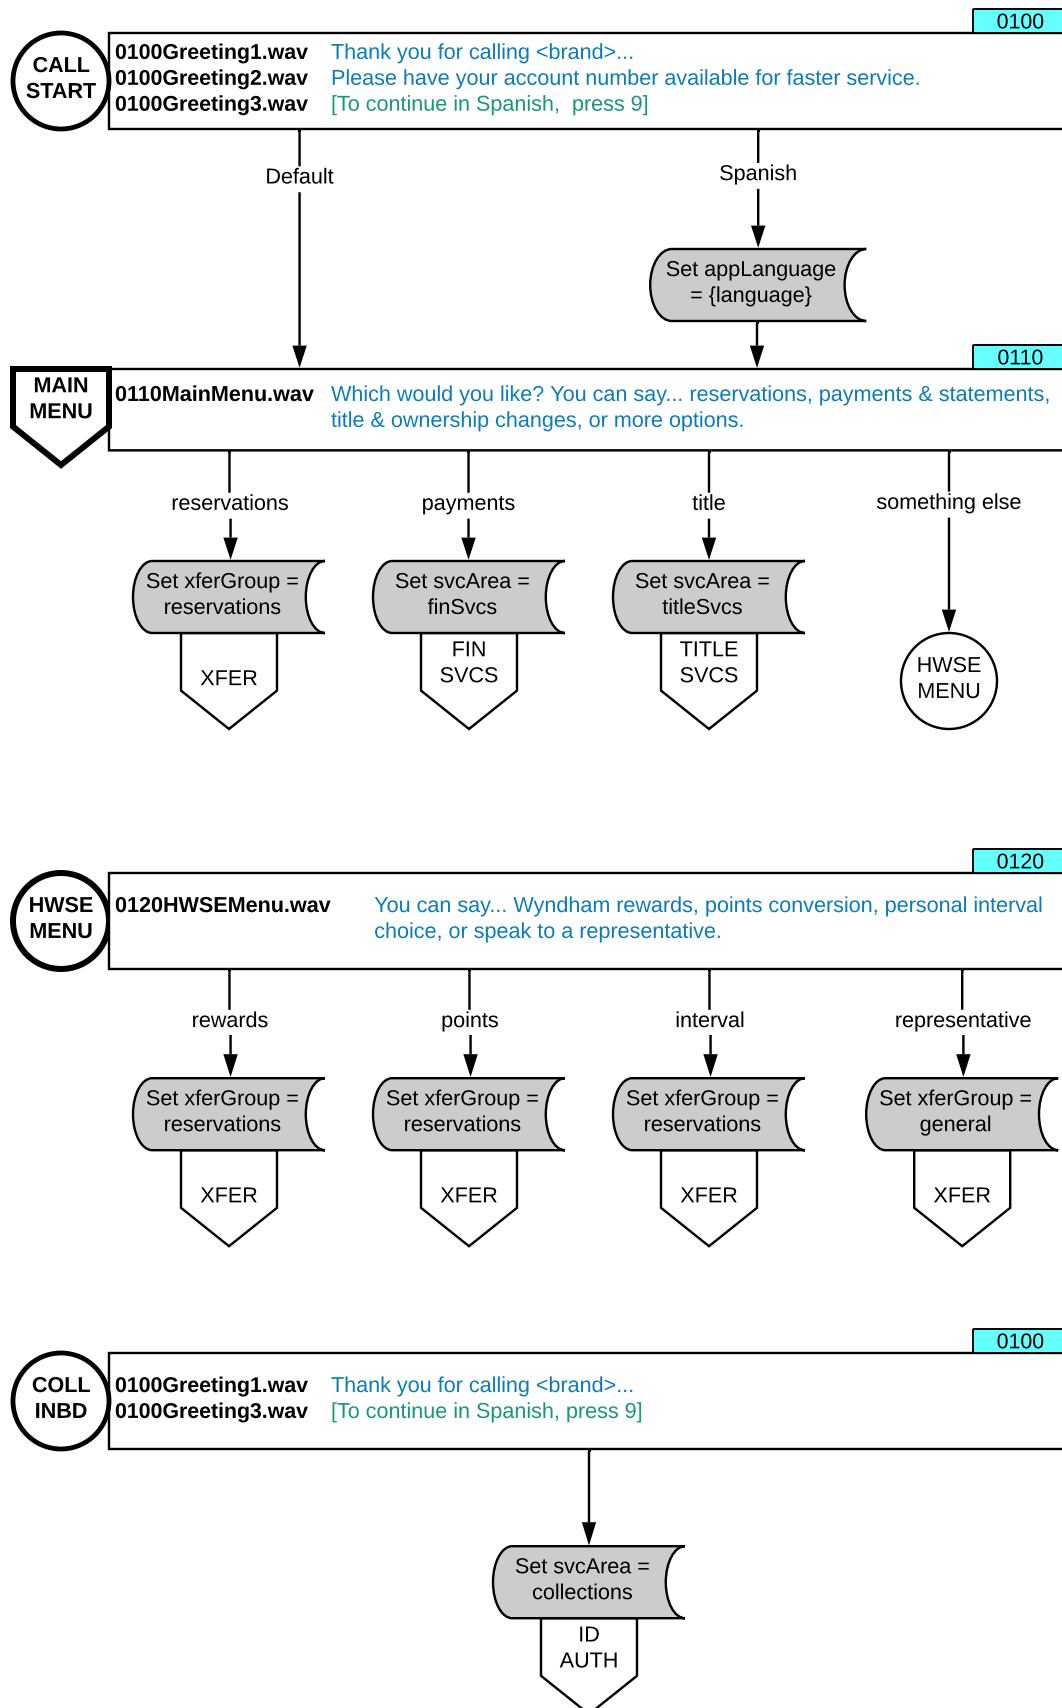 0100
CALL
START
0100Greeting1.wav Thank you for calling <brand>...
0100Greeting2.wav Please have your account number available for faster service.
0100Greeting3.wav [To continue in Spanish,  press 9]
Default
Spanish
Set appLanguage
= {language}
0110
MAIN
MENU
0110MainMenu.wav Which would you like? You can say... reservations, payments & statements,
title & ownership changes, or more options.
reservations
payments
title
something else
Set xferGroup =
reservations
Set svcArea =
finSvcs
Set svcArea =
titleSvcs
XFER
FIN
SVCS
TITLE
SVCS
HWSE
MENU
0120
HWSE
MENU
0120HWSEMenu.wav You can say... Wyndham rewards, points conversion, personal interval
choice, or speak to a representative.
rewards
points
interval
representative
Set xferGroup =
reservations
Set xferGroup =
reservations
Set xferGroup =
reservations
Set xferGroup =
general
XFER
XFER
XFER
XFER
0100
COLL
INBD
0100Greeting1.wav Thank you for calling <brand>...
0100Greeting3.wav [To continue in Spanish, press 9]
Set svcArea =
collections
ID
AUTH